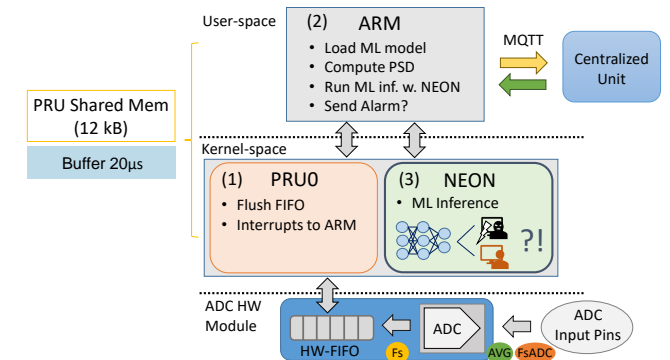 User-space
(2) ARM
• Load ML model
• Compute PSD
• Run ML inf. w. NEON
• Send Alarm?
MQTT
Centralized
Unit
PRU Shared Mem
(12 kB)
Buffer 20µs
Kernel-space
(1) PRU0
• Flush FIFO
• Interrupts to ARM
(3) NEON
• ML Inference
?!
ADC HW
Module
HW-FIFO
Fs
ADC
AVG
FsADC
ADC
Input Pins